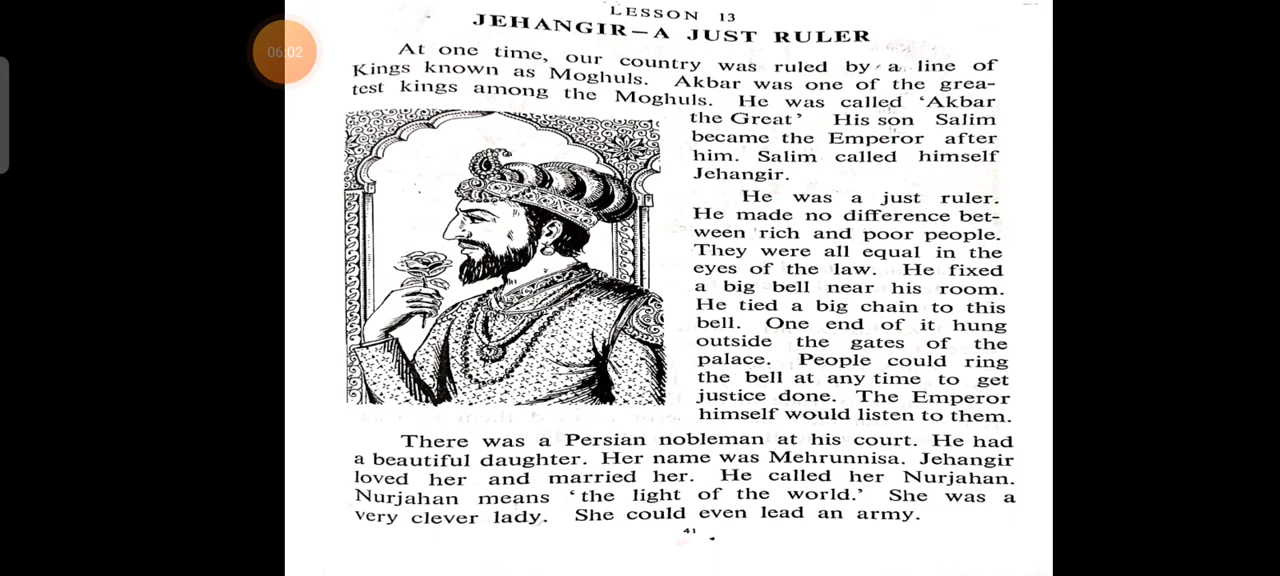 06:02
LESSON 13
JEHANGIR—A JUST RULER
At one time, our country was ruled by a line of
Kings known as Moghuls. Akbar was one of the grea-
test kings among the Moghuls. He was called ‘Akbar
the Great’ His son Salim
became the Emperor after
him. Salim called himself
Jehangir.
He was a just ruler.
He made no difference bet-
ween rich and poor people.
They were all equal in the
eyes of the law. He fixed
a big bell near his room.
He tied a big chain to this
bell. One end of it hung
outside the gates of the
palace. People could ring
the bell at any time to get
justice done. The Emperor
himself would listen to them.
There was a Persian nobleman at his court. He had
a beautiful daughter. Her name was Mehrunnisa. Jehangir
loved her and married her. He called her Nurjahan.
Nurjahan means ‘the light of the world.’ She was a
very clever lady. She could even lead an army.
41